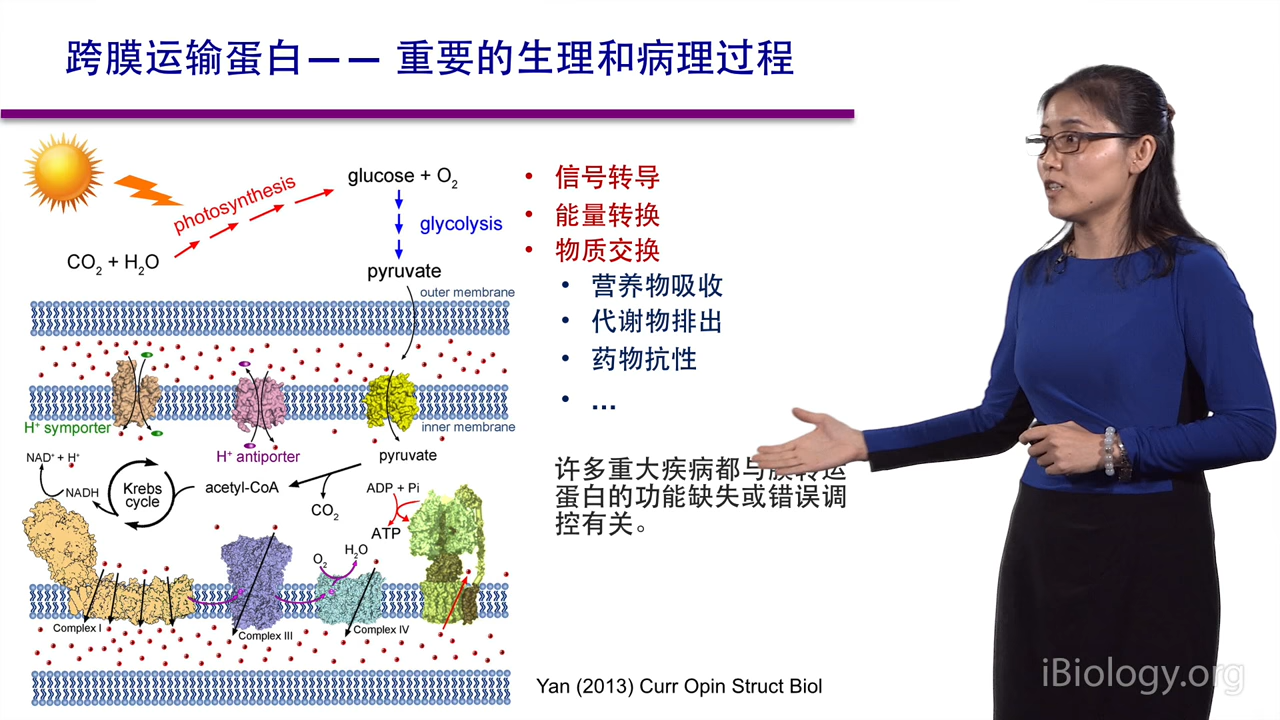 跨膜运输蛋白—— 重要的生理和病理过程
photosynthesis
glucose + O2
glycolysis
CO2 + H2O
pyruvate
outer membrane
H+ symporter
H+ antiporter
inner membrane
pyruvate
NAD+ + H+
NADH
Krebs
cycle
acetyl-CoA
CO2
ADP + Pi
ATP
O2
H2O
Complex I
Complex III
Complex IV
• 信号转导
• 能量转换
• 物质交换
• 营养物吸收
• 代谢物排出
• 药物抗性
• ...
许多重大疾病都与膜转运
蛋白的功能缺失或错误调
控有关。
Yan (2013) Curr Opin Struct Biol
iBiology.org